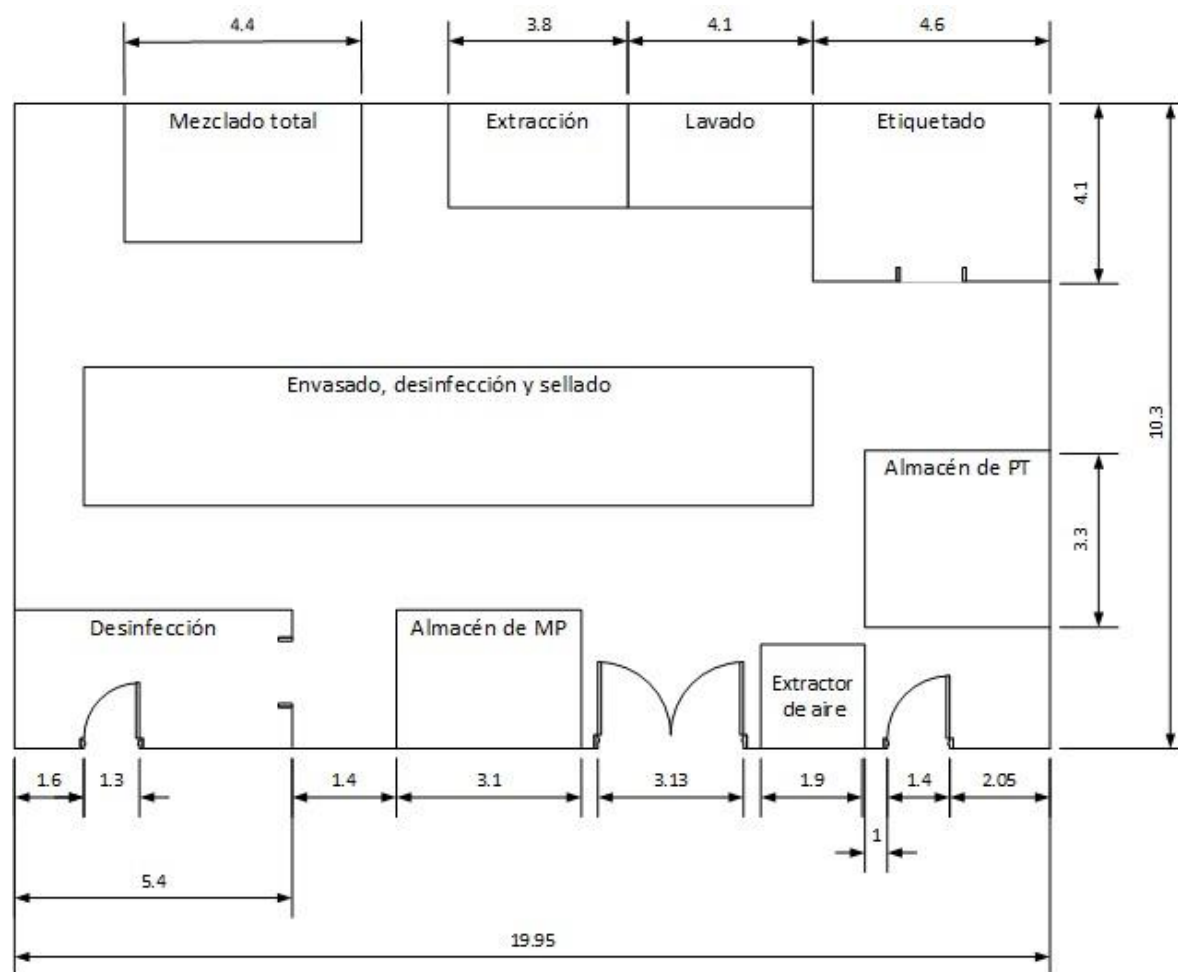 4.4
3.8
4.1
4.6
Mezclado total
Extracción
Lavado
Etiquetado
4.1
Envasado, desinfección y sellado
10.3
Almacén de PT
3.3
Desinfección
Almacén de MP
Extractor
de aire
1.6
1.3
1.4
3.1
3.13
1.9
1.4
2.05
1
5.4
19.95